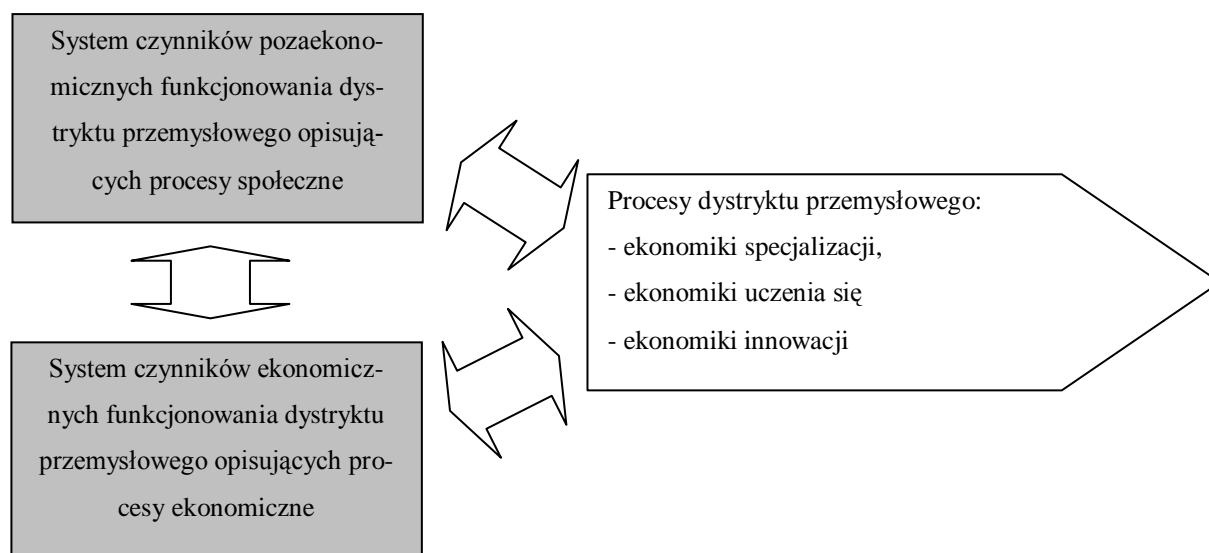 System czynników pozaekono-
micznych funkcjonowania dys-
tryktu przemysłowego opisują-
cych procesy społeczne
Procesy dystryktu przemysłowego:
- ekonomiki specjalizacji,
- ekonomiki uczenia się
- ekonomiki innowacji
System czynników ekonomicz-
nych funkcjonowania dystryktu
przemysłowego opisujących pro-
cesy ekonomiczne